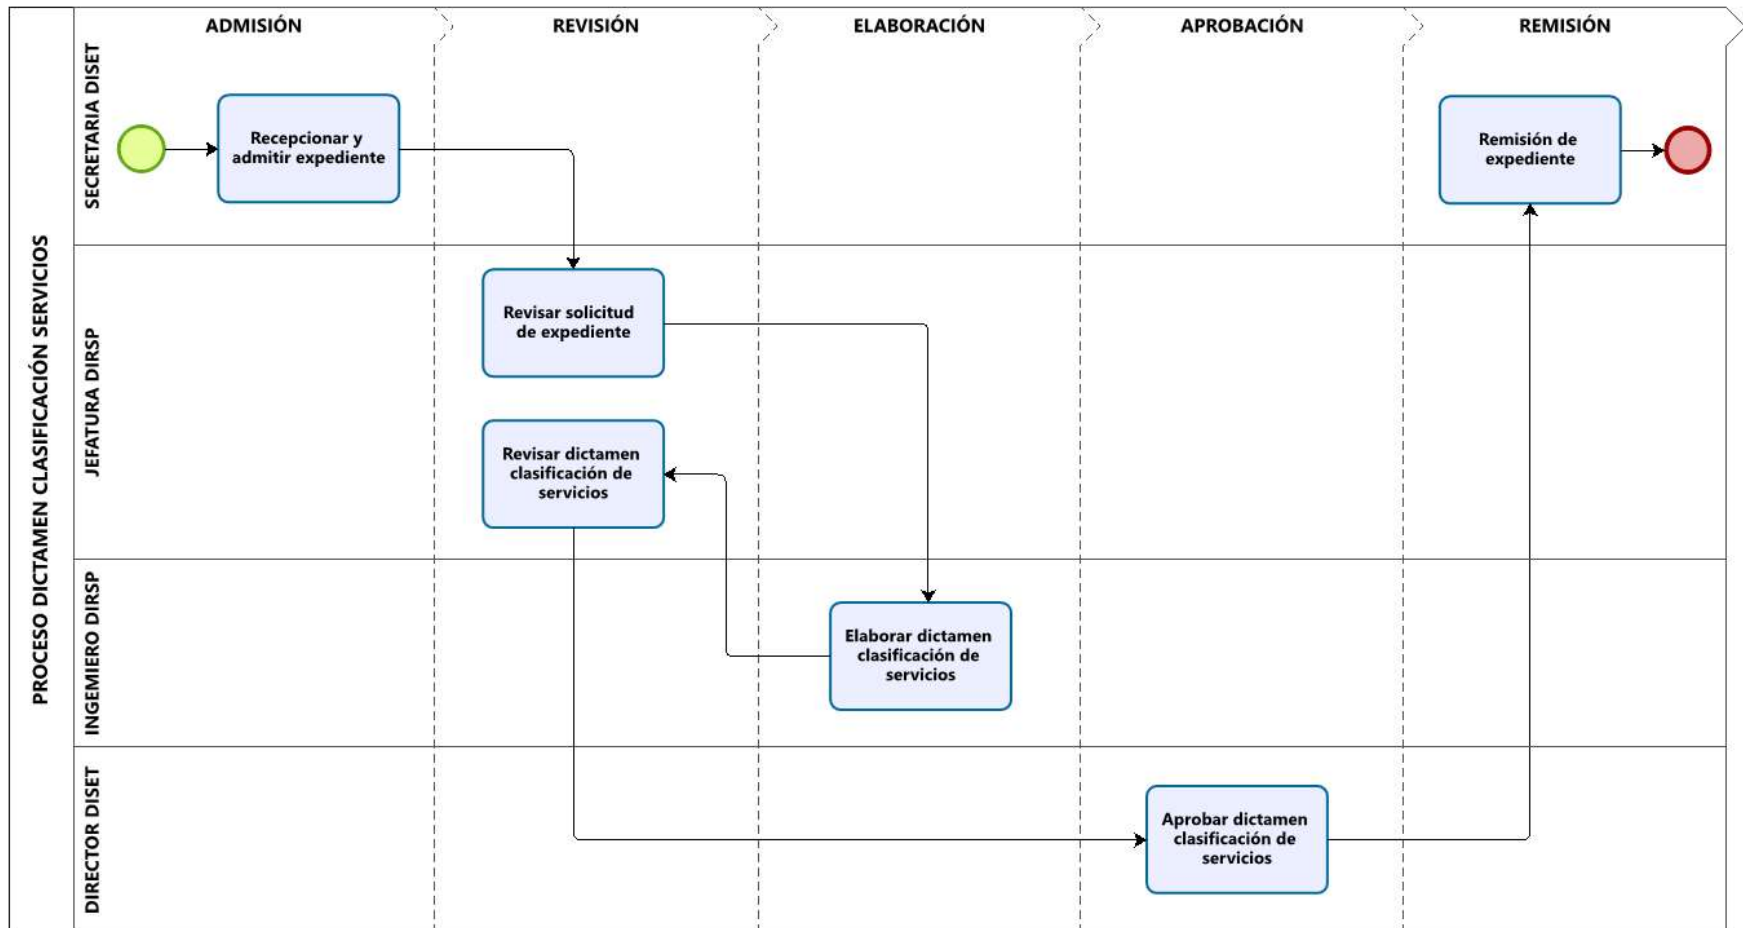 ADMISIÓN
REVISIÓN
ELABORACIÓN
APROBACIÓN
REMISIÓN
PROCESO DICTAMEN CLASIFICACIÓN SERVICIOS
SECRETARIA DISET
Recepcionar y
admitir expediente
Remisión de
expediente
JEFATURA DIRSP
Revisar solicitud
de expediente
Revisar dictamen
clasificación de
servicios
INGEMIERO DIRSP
Elaborar dictamen
clasificación de
servicios
DIRECTOR DISET
Aprobar dictamen
clasificación de
servicios